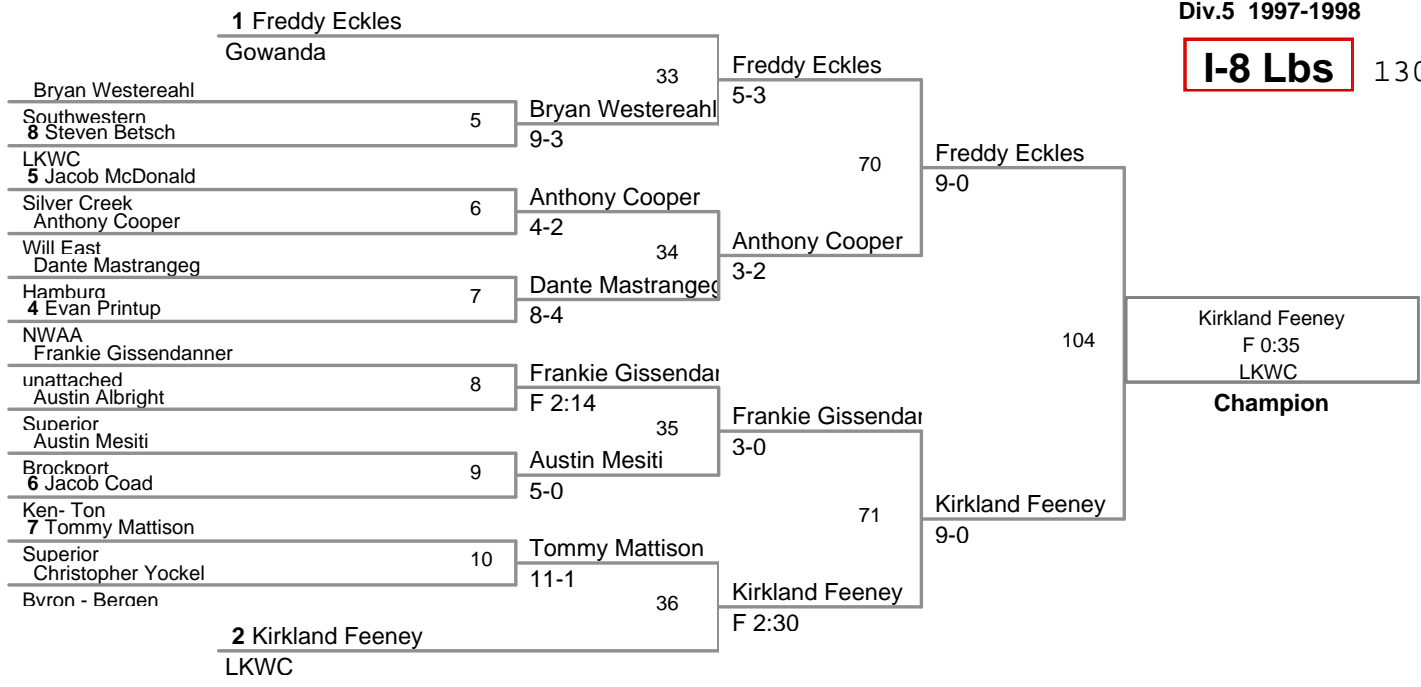 Div.5 1997-1998
I-8 Lbs 130
1 Freddy Eckles
Gowanda
33
Freddy Eckles
5-3
Bryan Westereahl
Southwestern
5
Bryan Westereahl
9-3
8 Steven Betsch
LKWC
70
Freddy Eckles
9-0
5 Jacob McDonald
Silver Creek
6
Anthony Cooper
4-2
Anthony Cooper
Will East
34
Anthony Cooper
3-2
Dante Mastrangeg
Hamburg
7
Dante Mastrangeg
8-4
4 Evan Printup
NWAA
104
Kirkland Feeney
F 0:35
LKWC
Champion
Frankie Gissendanner
unattached
8
Frankie Gissendar
F 2:14
Austin Albright
Superior
35
Frankie Gissendar
3-0
Austin Mesiti
Brockport
9
Austin Mesiti
5-0
6 Jacob Coad
Ken- Ton
71
Kirkland Feeney
9-0
7 Tommy Mattison
Superior
10
Tommy Mattison
11-1
Christopher Yockel
Byron - Bergen
36
Kirkland Feeney
F 2:30
2 Kirkland Feeney
LKWC